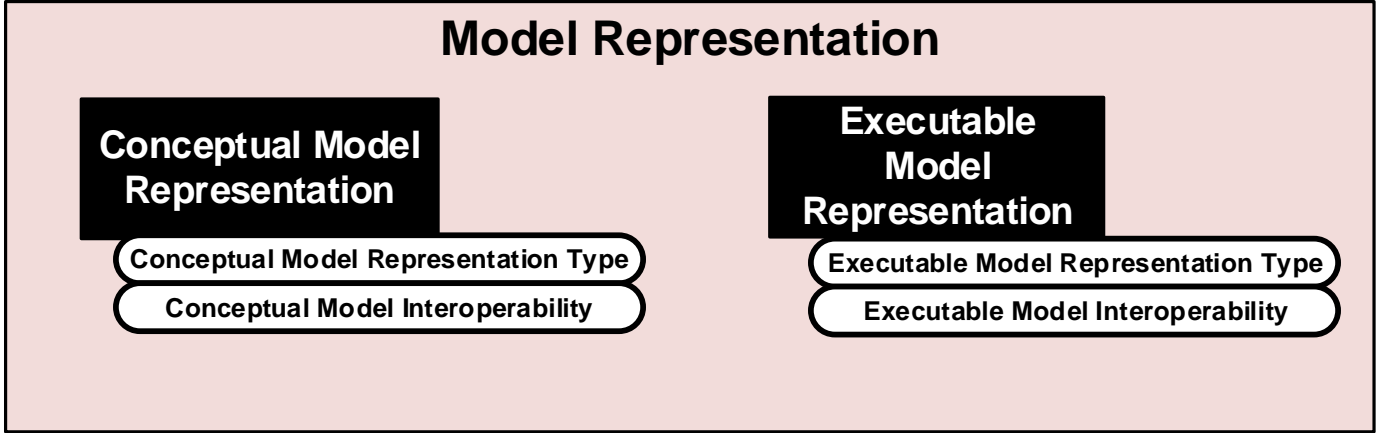 Model Representation
Conceptual Model
Representation
Conceptual Model Representation Type
Conceptual Model Interoperability
Executable
Model
Representation
Executable Model Representation Type
Executable Model Interoperability